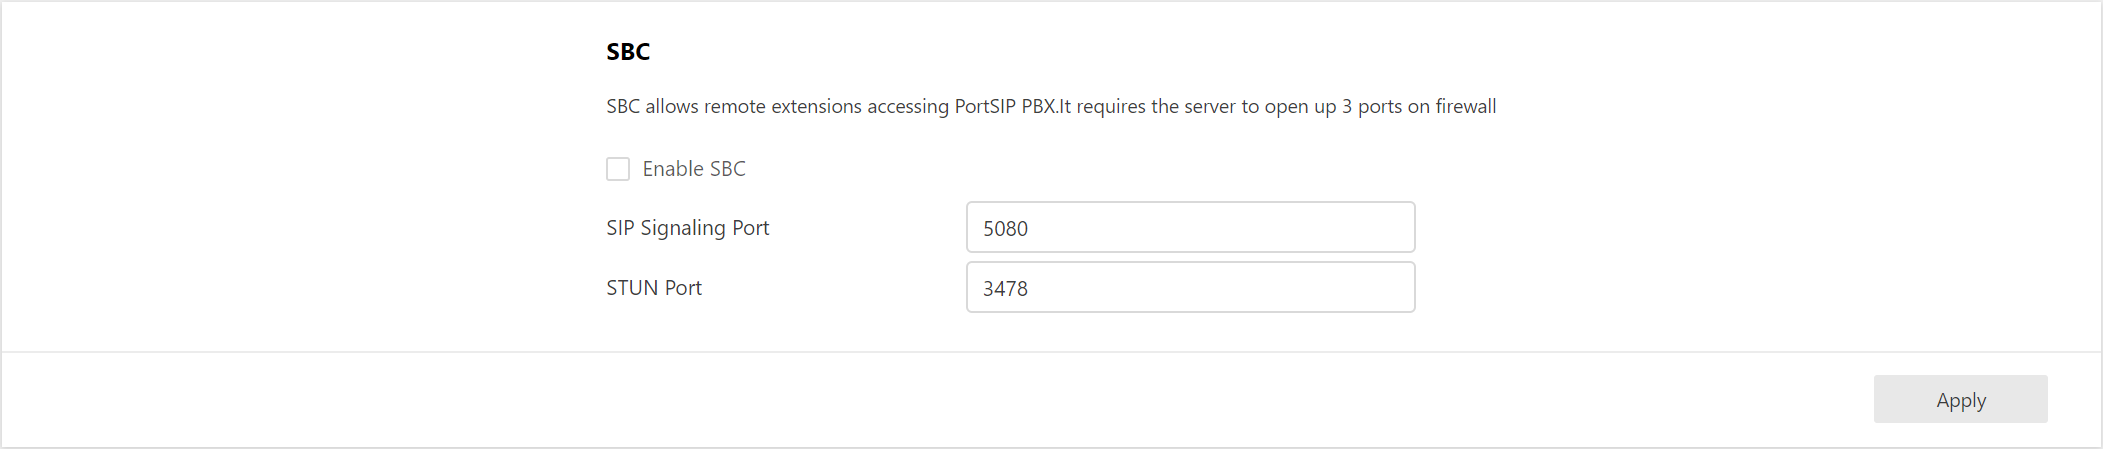 SBC
SBC allows remote extensions accessing PortSIP PBX.It requires the server to open up 3 ports on firewall
Enable SBC
SIP Signaling Port
5080
STUN Port
3478
Apply